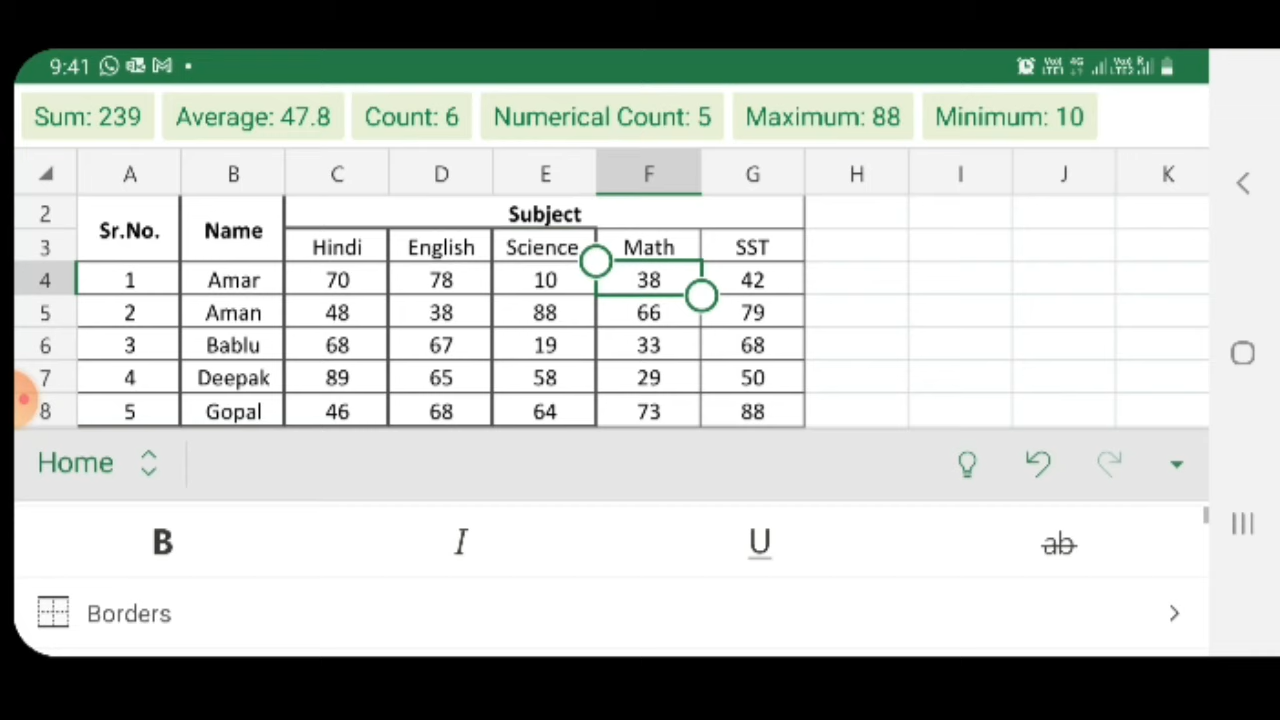 9:41
Sum: 239 Average: 47.8 Count: 6 Numerical Count: 5 Maximum: 88 Minimum: 10
A B C D E F G H I J K
2 Sr.No. Name Subject
3 Hindi English Science Math SST
4 1 Amar 70 78 10 38 42
5 2 Aman 48 38 88 66 79
6 3 Bablu 68 67 19 33 68
7 4 Deepak 89 65 58 29 50
8 5 Gopal 46 68 64 73 88
Home
B I U ab
Borders